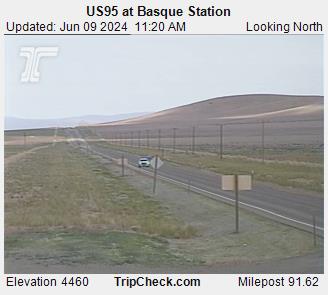 US95 at Basque Station
Updated: Jun 09 2024 11:20 AM Looking North
Elevation 4460 TripCheck.com Milepost 91.62